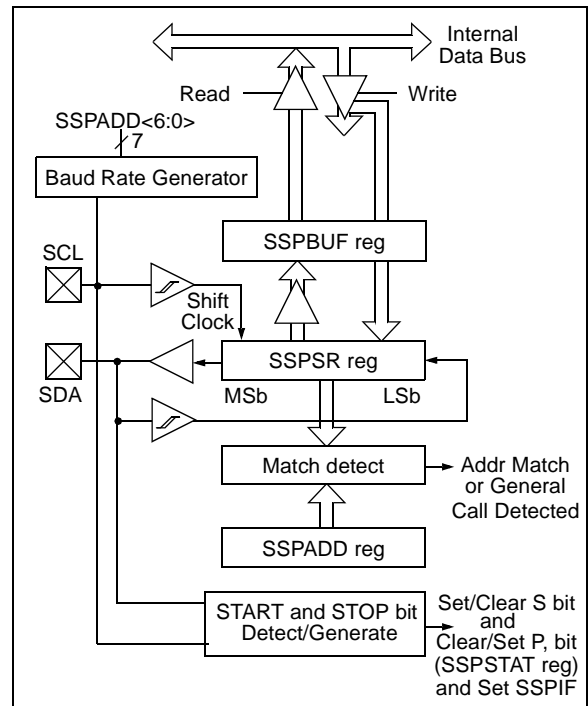 Internal
Data Bus
Read
Write
SSPADD<6:0>
7
Baud Rate Generator
SSPBUF reg
SCL
Shift
Clock
SSPSR reg
SDA
MSb
LSb
Match detect
Addr Match
or General
Call Detected
SSPADD reg
START and STOP bit
Detect/Generate
Set/Clear S bit
and
Clear/Set P, bit
(SSPSTAT reg)
and Set SSPIF